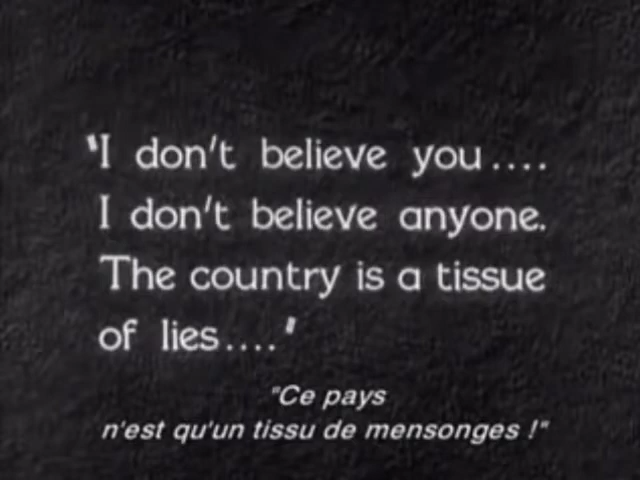 'I don't believe you....
I don't believe anyone.
The country is a tissue
of lies....'
"Ce pays
n'est qu'un tissu de mensonges !"